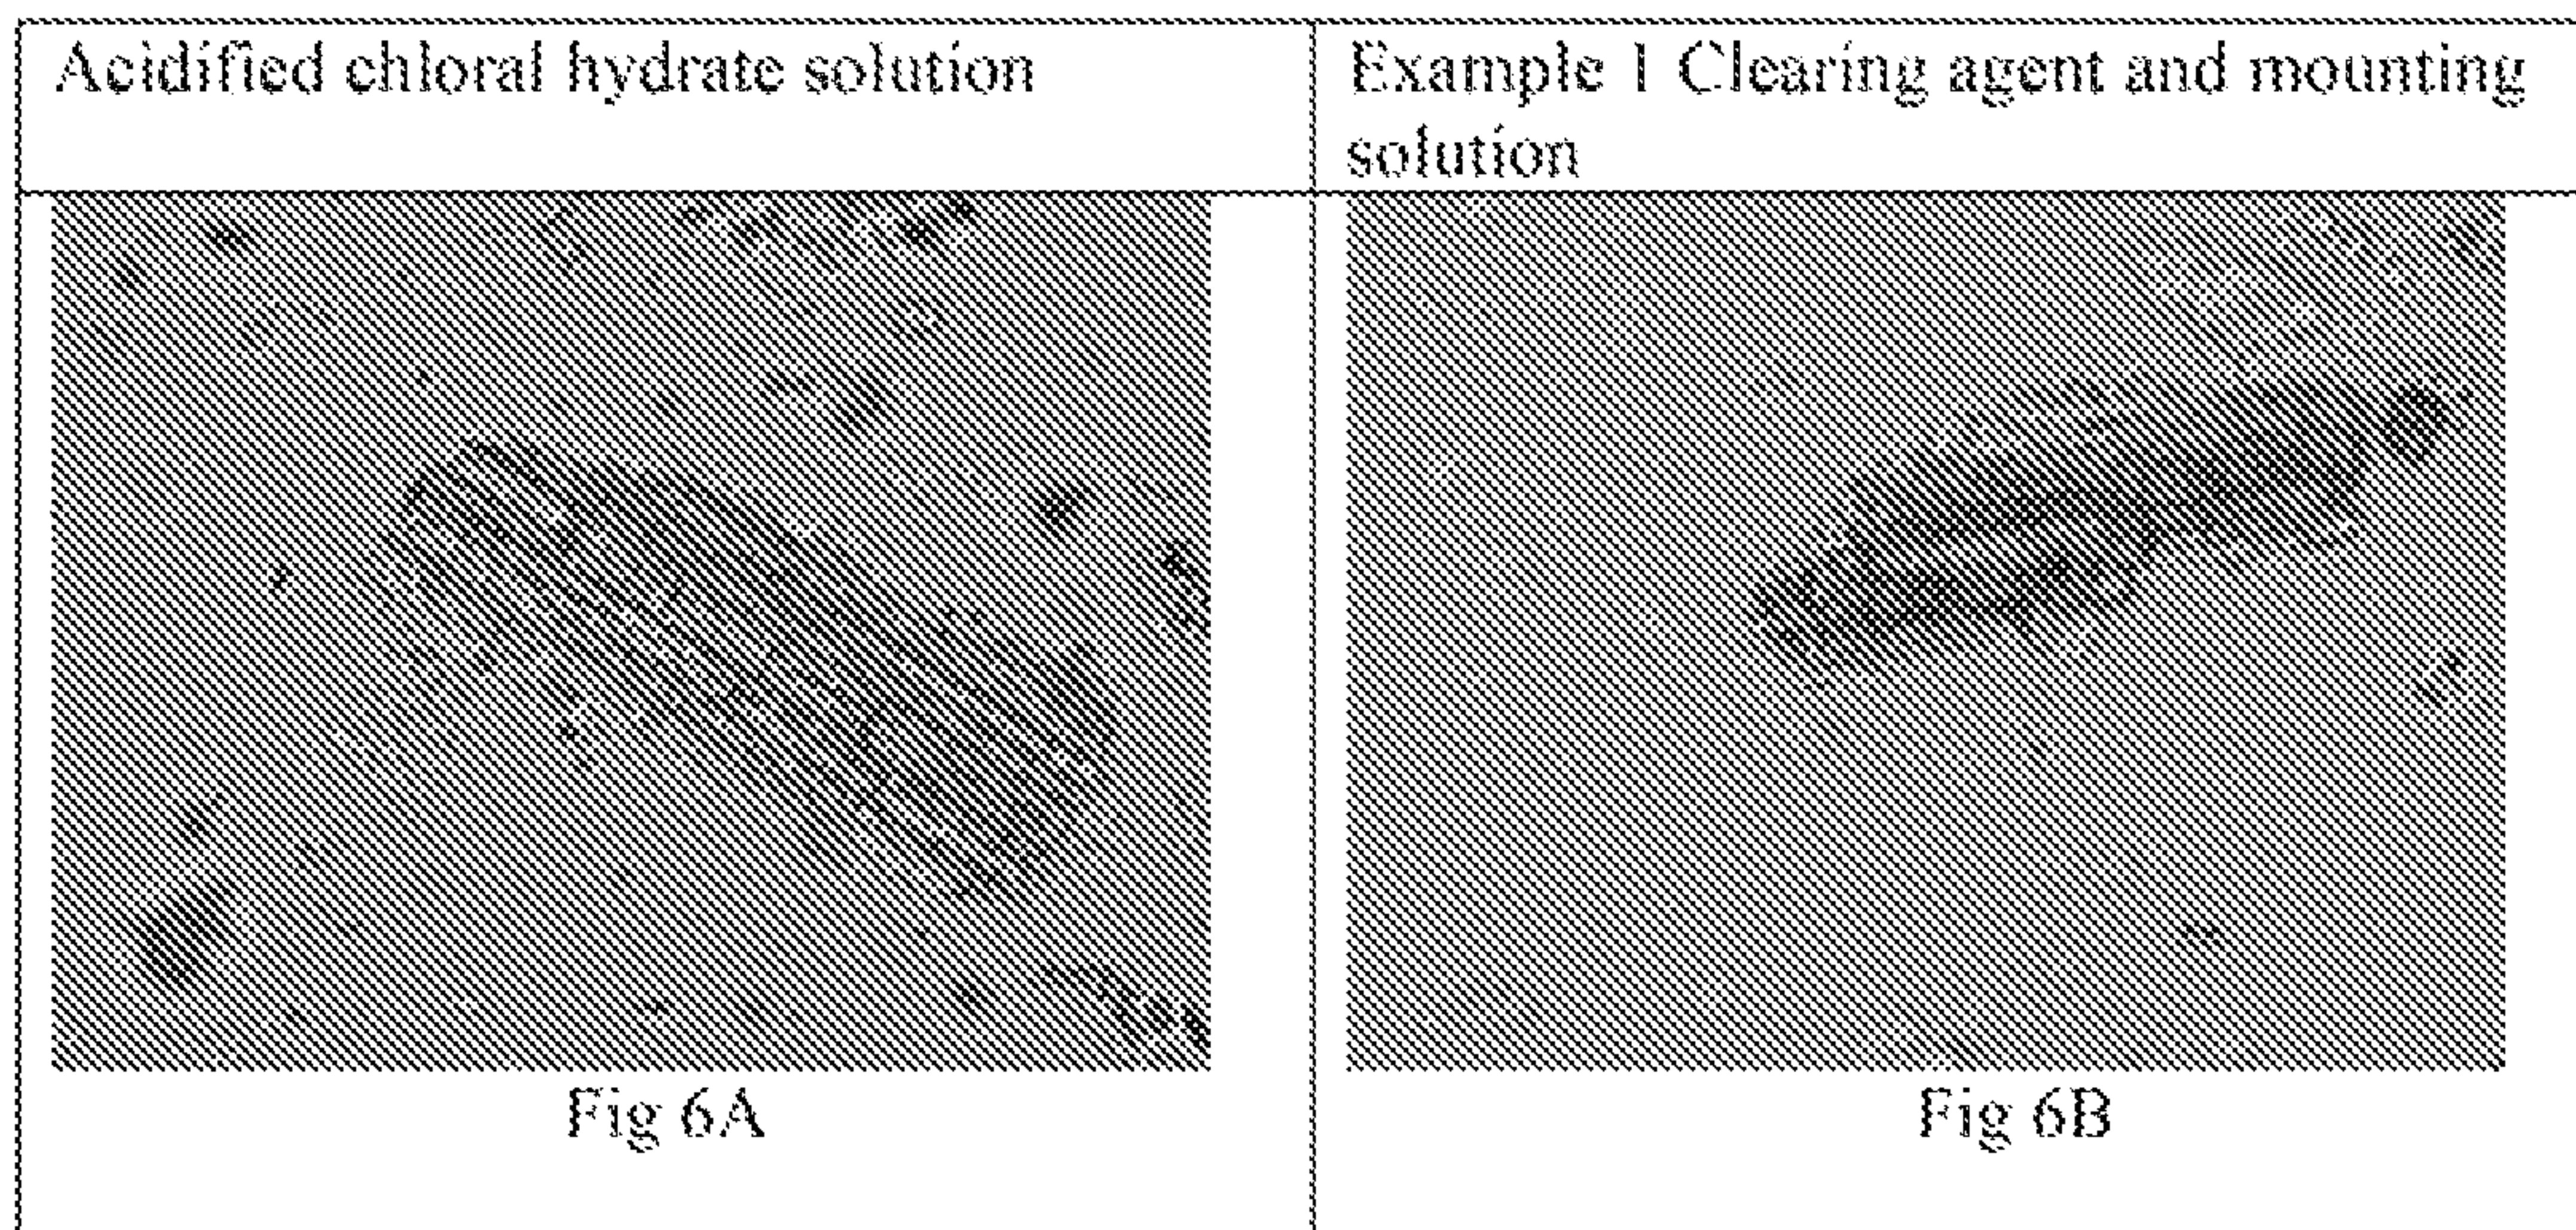 Acidified chloral hydrate solution
Example 1 Clearing agent and mounting
solution
Fig 6A
Fig 6B